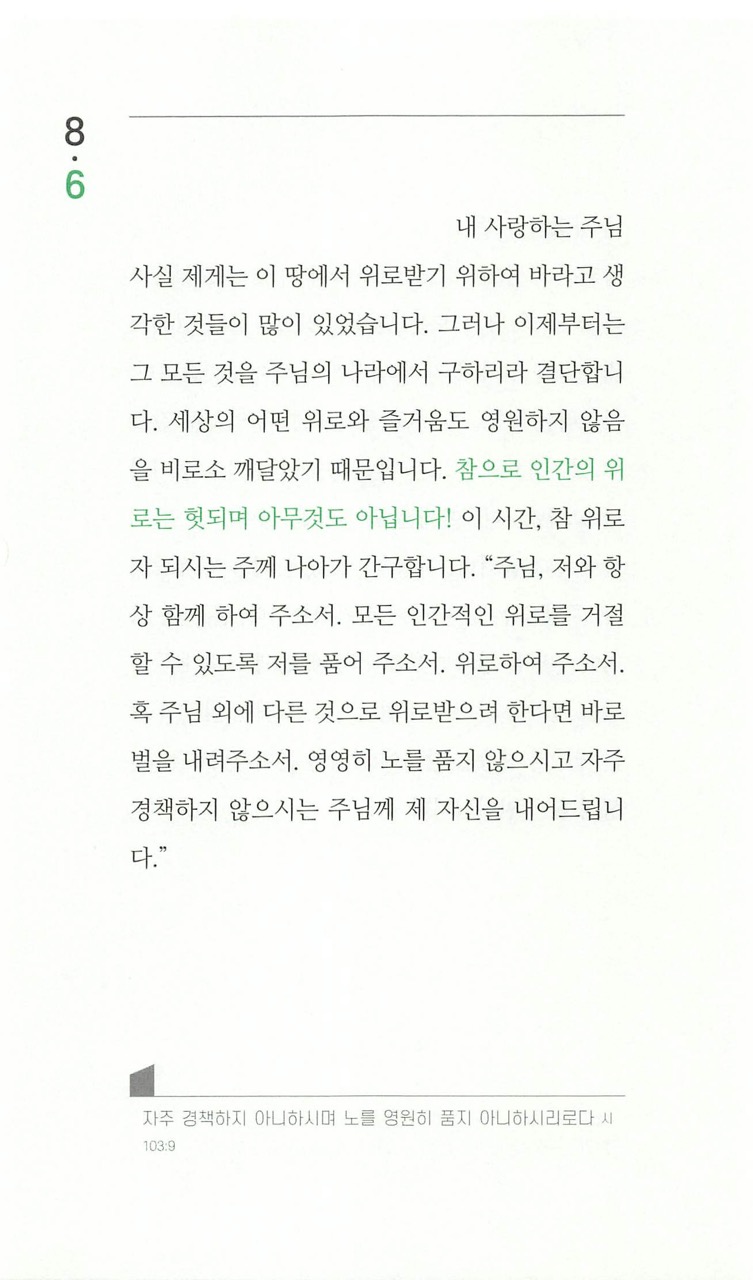 8
·
6
내 사랑하는 주님
사실 제게는 이 땅에서 위로받기 위하여 바라고 생
각한 것들이 많이 있었습니다. 그러나 이제부터는
그 모든 것을 주님의 나라에서 구하리라 결단합니
다. 세상의 어떤 위로와 즐거움도 영원하지 않음
을 비로소 깨달았기 때문입니다. 참으로 인간의 위
로는 헛되며 아무것도 아닙니다! 이 시간, 참 위로
자 되시는 주께 나아가 간구합니다. “주님, 저와 항
상 함께 하여 주소서. 모든 인간적인 위로를 거절
할 수 있도록 저를 품어 주소서. 위로하여 주소서.
혹 주님 외에 다른 것으로 위로받으려 한다면 바로
벌을 내려주소서. 영영히 노를 품지 않으시고 자주
경책하지 않으시는 주님께 제 자신을 내어드립니
다.”
자주 경책하지 아니하시며 노를 영원히 품지 아니하시리로다 시
103:9